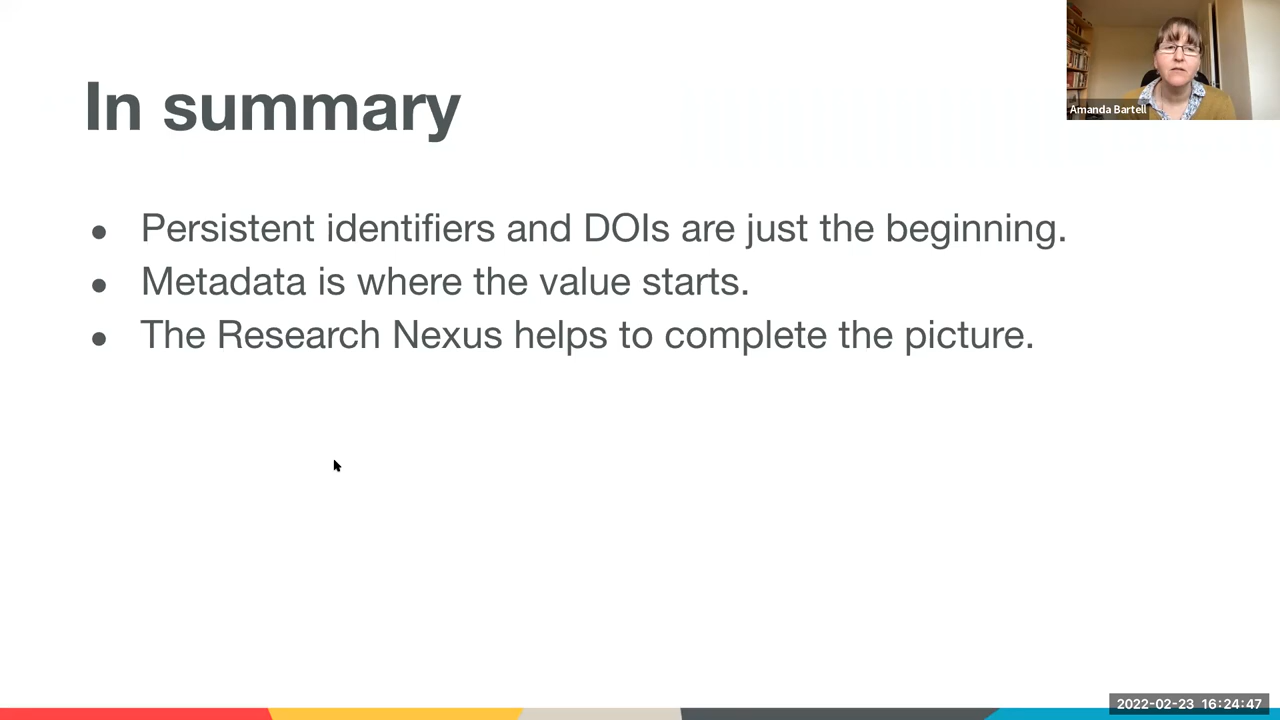 In summary
Amanda Bartell
● Persistent identifiers and DOIs are just the beginning.
● Metadata is where the value starts.
● The Research Nexus helps to complete the picture.
2022-02-23 16:24:47